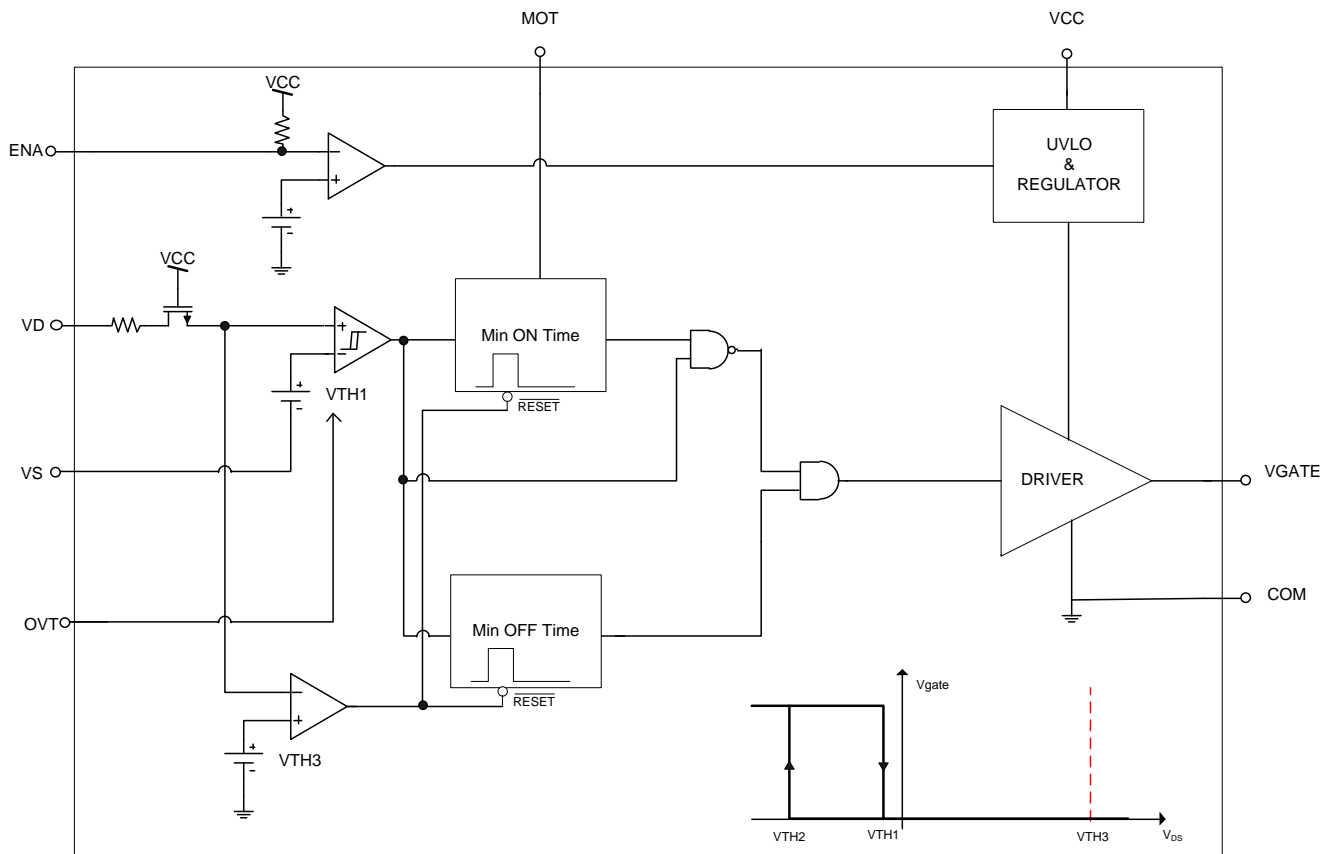 MOT
VCC
VCC
ENA
−
+
+
-
UVLO
&
REGULATOR
VCC
VD
+
−
+
-
VTH1
Min ON Time
RESET
VS
DRIVER
VGATE
OVT
COM
Min OFF Time
RESET
−
+
+
-
VTH3
Vgate
VTH2
VTH1
VTH3
VDS